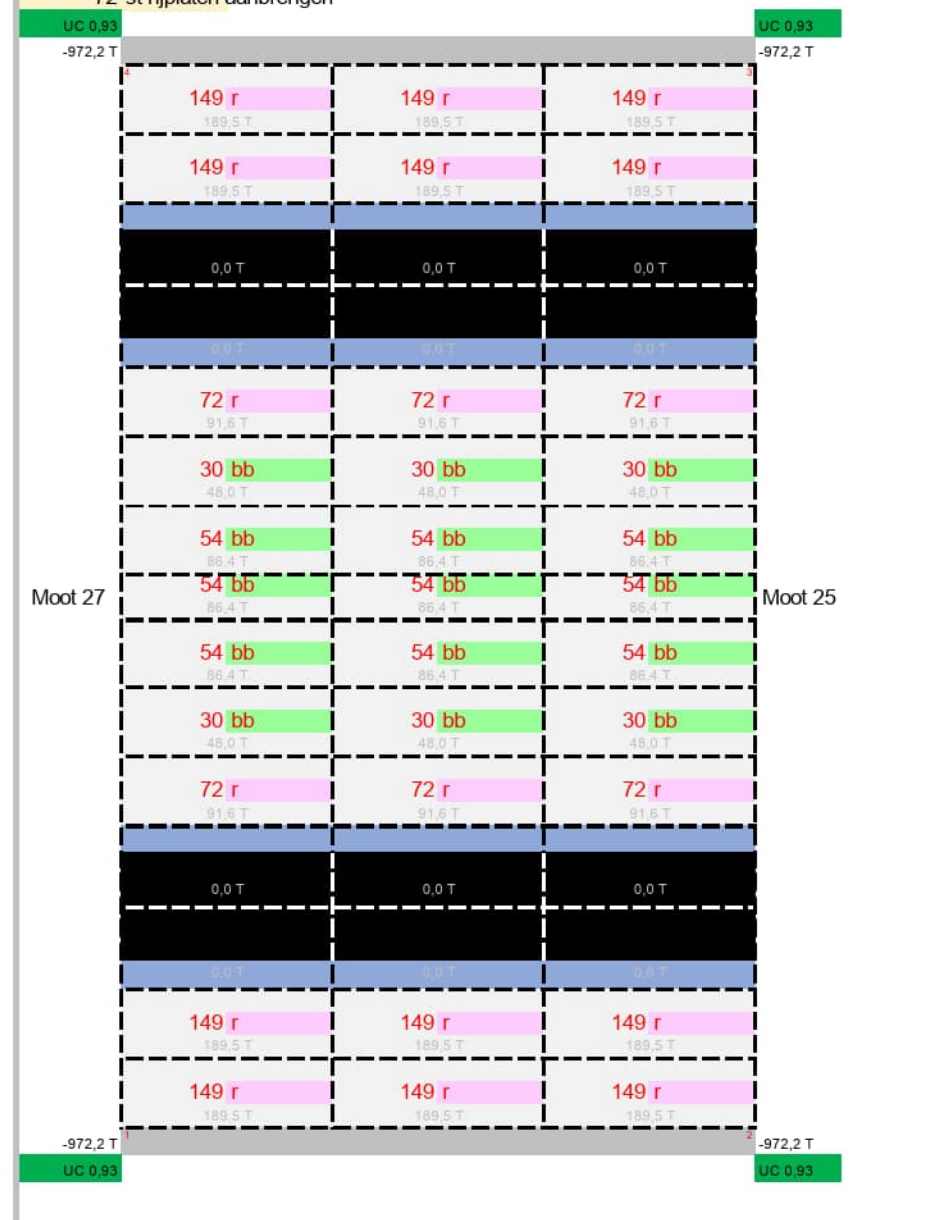 72 st rijplaten aanbrengen
UC 0,93 UC 0,93
-972,2 T -972,2 T
4 3
149 r 149 r 149 r
189,5 T 189,5 T 189,5 T
149 r 149 r 149 r
189,5 T 189,5 T 189,5 T
0,0 T 0,0 T 0,0 T
0,0 T 0,0 T 0,0 T
72 r 72 r 72 r
91,6 T 91,6 T 91,6 T
30 bb 30 bb 30 bb
48,0 T 48,0 T 48,0 T
54 bb 54 bb 54 bb
86,4 T 86,4 T 86,4 T
54 bb 54 bb 54 bb
Moot 27 86,4 T 86,4 T 86,4 T Moot 25
54 bb 54 bb 54 bb
86,4 T 86,4 T 86,4 T
30 bb 30 bb 30 bb
48,0 T 48,0 T 48,0 T
72 r 72 r 72 r
91,6 T 91,6 T 91,6 T
0,0 T 0,0 T 0,0 T
0,0 T 0,0 T 0,0 T
149 r 149 r 149 r
189,5 T 189,5 T 189,5 T
149 r 149 r 149 r
189,5 T 189,5 T 189,5 T
1 2
-972,2 T -972,2 T
UC 0,93 UC 0,93